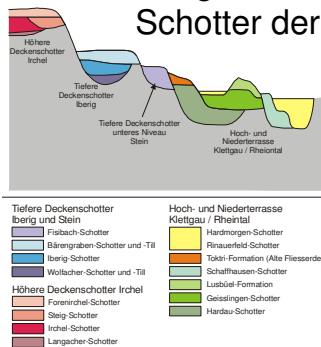 Schotter der
Höhere
Deckenschotter
Irchel
Tiefere
Deckenschotter
Iberig
Tiefere Deckenschotter
unteres Niveau
Stein
Hoch- und
Niederterrasse
Klettgau / Rheiontal
Tiefere Deckenschotter
Iberig und Stein
Fisibach-Schotter
Bärengraben-Schotter und -Till
Iberig-Schotter
Wolfacher-Schotter und -Till
Höhere Deckenschotter Irchel
Forenirchel-Schotter
Steig-Schotter
Irchel-Schotter
Langacher-Schotter
Hoch- und Niederterrasse
Klettgau / Rheintal
Hardmorgen-Schotter
Rinauerfeld-Schotter
Toktri-Formation (Alte Fliesserde
Schaffhausen-Schotter
Lusbüel-Formation
Geisslingen-Schotter
Hardau-Schotter